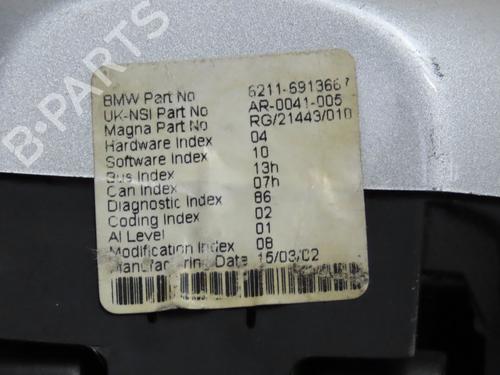 BMW Part No 6211-6913667
UK-NSI Part No AR-0041-005
Magna Part No RG/21443/010
Hardware Index 04
Software Index 10
Bus Index 13h
Can Index 07h
Diagnostic Index 86
Coding Index 02
AI Level 01
Modification Index 08
Manufacturing Date 15/03/02
B-PARTS